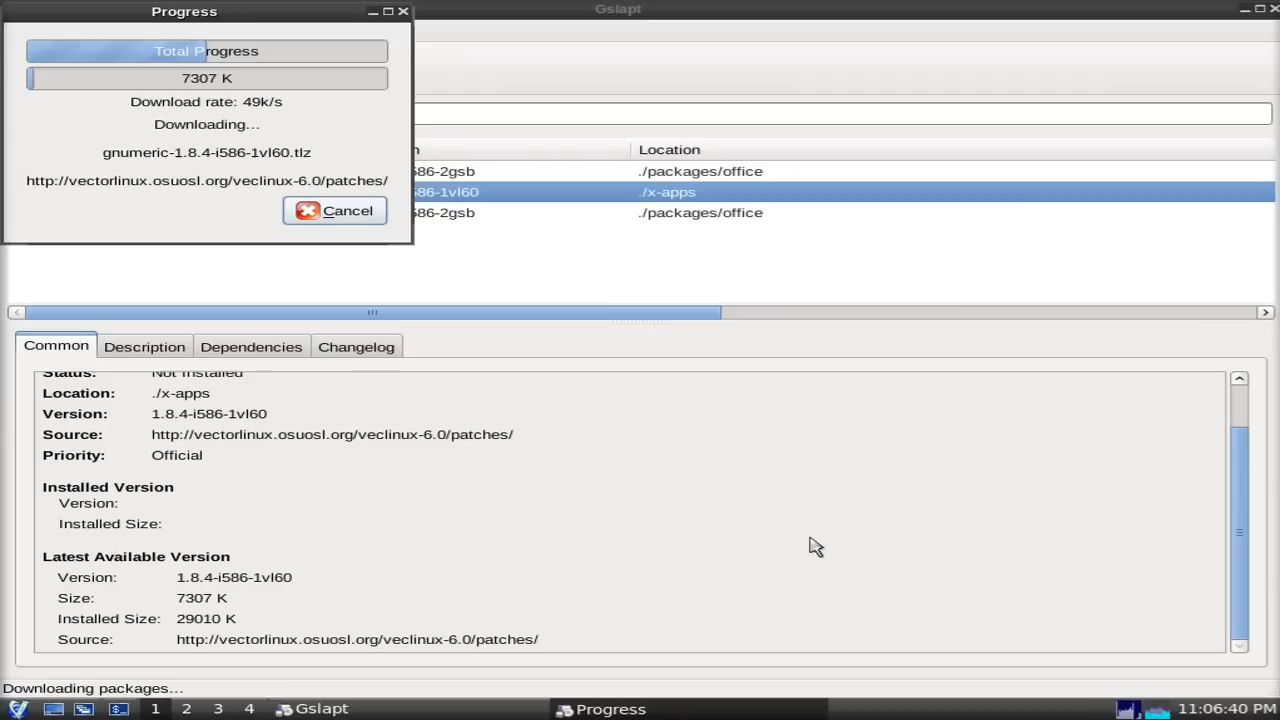 Progress
Gslapt
Total Progress
7307 K
Download rate: 49k/s
Downloading...
gnumeric-1.8.4-i586-1vl60.tlz
http://vectorlinux.osuosl.org/veclinux-6.0/patches/
Cancel
n Location
586-2gsb ./packages/office
586-1vl60 ./x-apps
586-2gsb ./packages/office
Common Description Dependencies Changelog
Status: Not Installed
Location: ./x-apps
Version: 1.8.4-i586-1vl60
Source: http://vectorlinux.osuosl.org/veclinux-6.0/patches/
Priority: Official
Installed Version
Version:
Installed Size:
Latest Available Version
Version: 1.8.4-i586-1vl60
Size: 7307 K
Installed Size: 29010 K
Source: http://vectorlinux.osuosl.org/veclinux-6.0/patches/
Downloading packages...
1 2 3 4 Gslapt Progress 11:06:40 PM